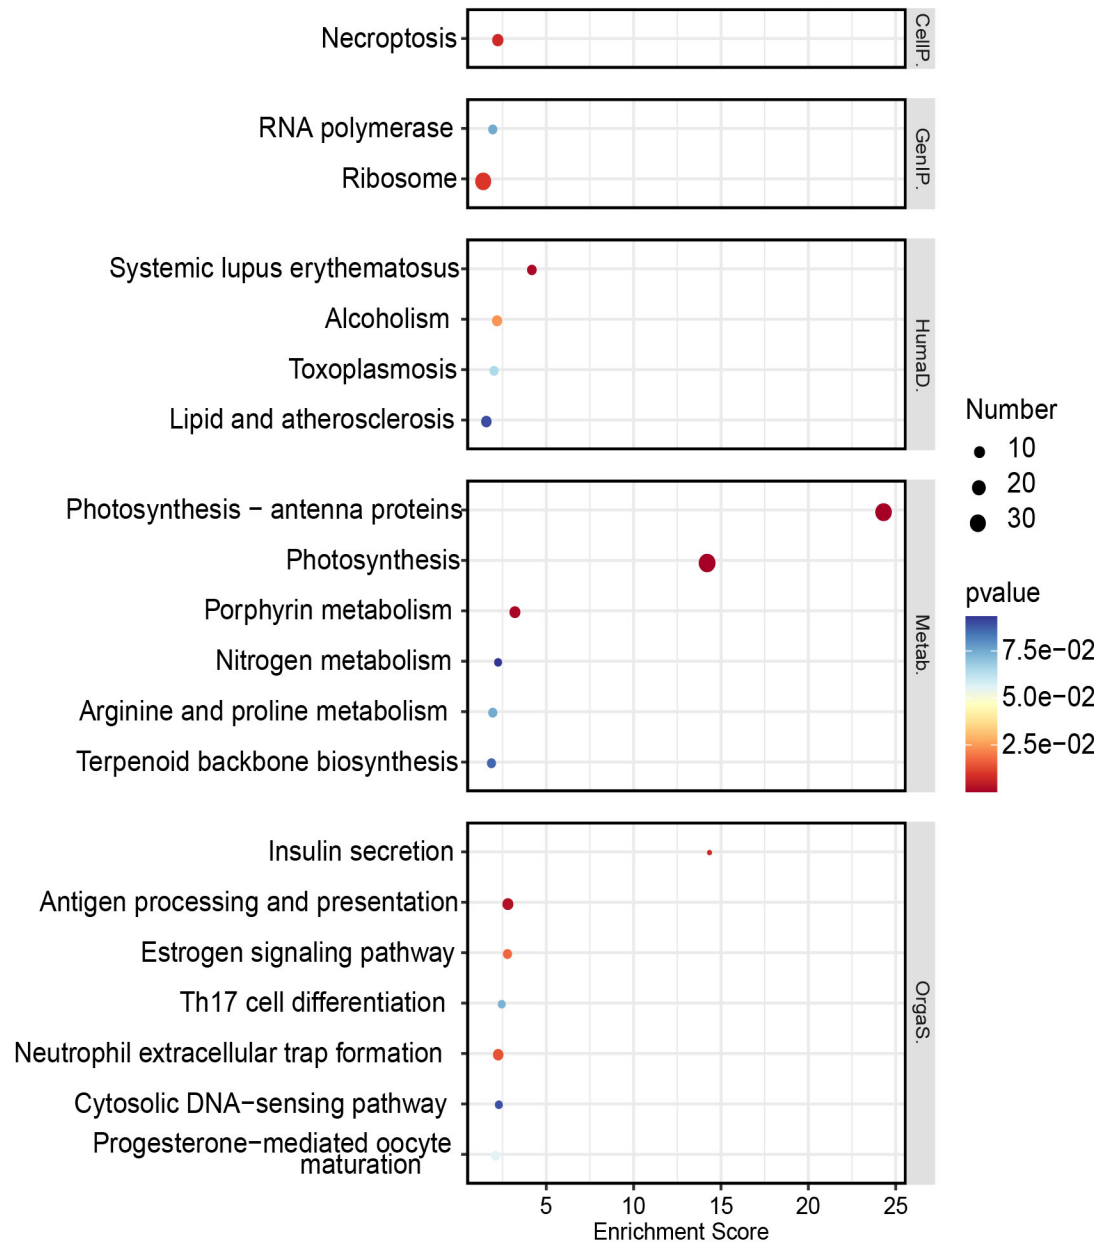 Necroptosis
CellP.
RNA polymerase
Ribosome
GenIP.
Systemic lupus erythematosus
Alcoholism
Toxoplasmosis
Lipid and atherosclerosis
HumaD.
Photosynthesis − antenna proteins
Photosynthesis
Porphyrin metabolism
Nitrogen metabolism
Arginine and proline metabolism
Terpenoid backbone biosynthesis
Metab.
Insulin secretion
Antigen processing and presentation
Estrogen signaling pathway
Th17 cell differentiation
Neutrophil extracellular trap formation
Cytosolic DNA−sensing pathway
Progesterone−mediated oocyte
maturation
OrgaS.
5 10 15 20 25
Enrichment Score
Number
10
20
30
pvalue
7.5e−02
5.0e−02
2.5e−02